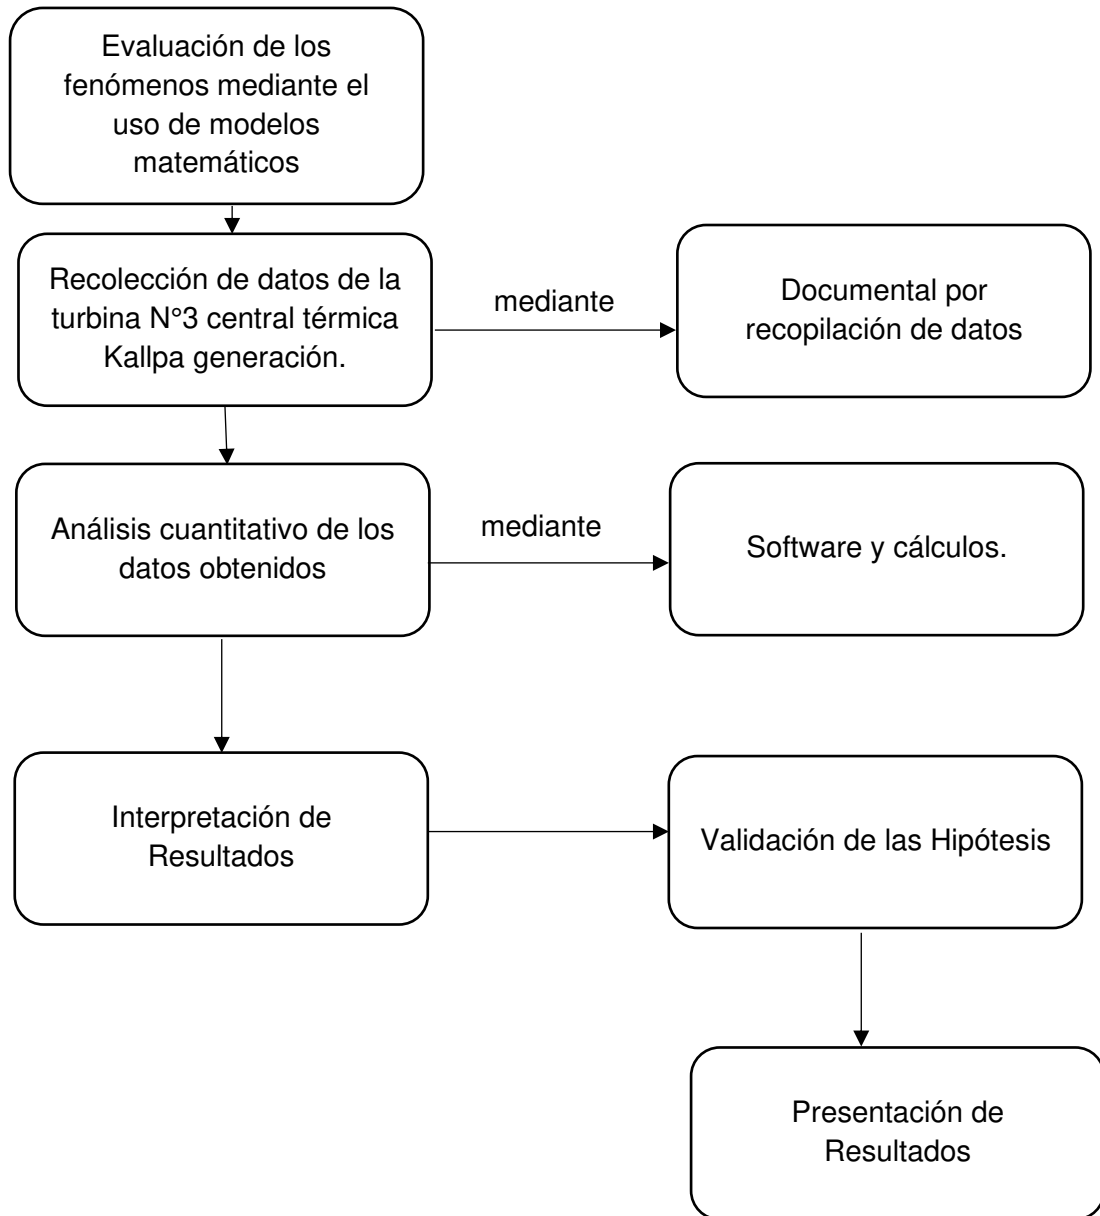 Evaluación de los
fenómenos mediante el
uso de modelos
matemáticos
Recolección de datos de la
turbina N°3 central térmica
Kallpa generación.
mediante
Documental por
recopilación de datos
Análisis cuantitativo de los
datos obtenidos
mediante
Software y cálculos.
Interpretación de
Resultados
Validación de las Hipótesis
Presentación de
Resultados